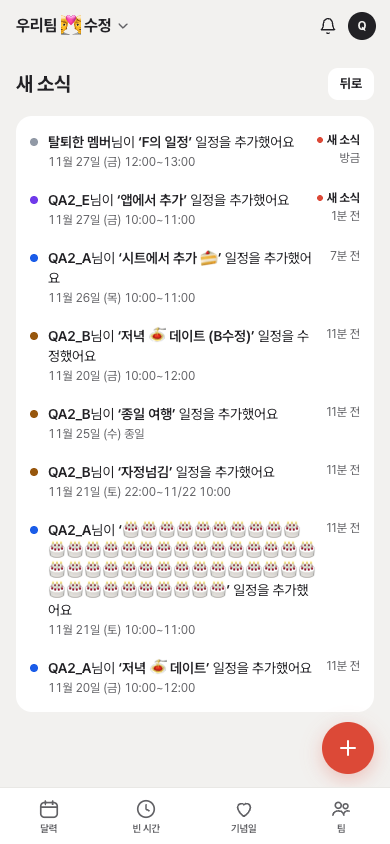 우리팀 💏 수정
Q
새 소식
뒤로
탈퇴한 멤버님이 ‘F의 일정’ 일정을 추가했어요
새 소식
11월 27일 (금) 12:00~13:00
방금
QA2_E님이 ‘앱에서 추가’ 일정을 추가했어요
새 소식
11월 27일 (금) 10:00~11:00
1분 전
QA2_A님이 ‘시트에서 추가 🍰’ 일정을 추가했어
7분 전
요
11월 26일 (목) 10:00~11:00
QA2_B님이 ‘저녁 🍝 데이트 (B수정)’ 일정을 수
11분 전
정했어요
11월 20일 (금) 10:00~12:00
QA2_B님이 ‘종일 여행’ 일정을 추가했어요
11분 전
11월 25일 (수) 종일
QA2_B님이 ‘자정넘김’ 일정을 추가했어요
11분 전
11월 21일 (토) 22:00~11/22 10:00
QA2_A님이 ‘🎂🎂🎂🎂🎂🎂🎂🎂🎂🎂
11분 전
🎂🎂🎂🎂🎂🎂🎂🎂🎂🎂🎂🎂🎂🎂🎂
🎂🎂🎂🎂🎂🎂🎂🎂🎂🎂🎂🎂🎂🎂🎂
🎂🎂🎂🎂🎂🎂🎂🎂🎂🎂’ 일정을 추가했
어요
11월 21일 (토) 10:00~11:00
QA2_A님이 ‘저녁 🍝 데이트’ 일정을 추가했어요
11분 전
11월 20일 (금) 10:00~12:00
달력
빈 시간
기념일
팀